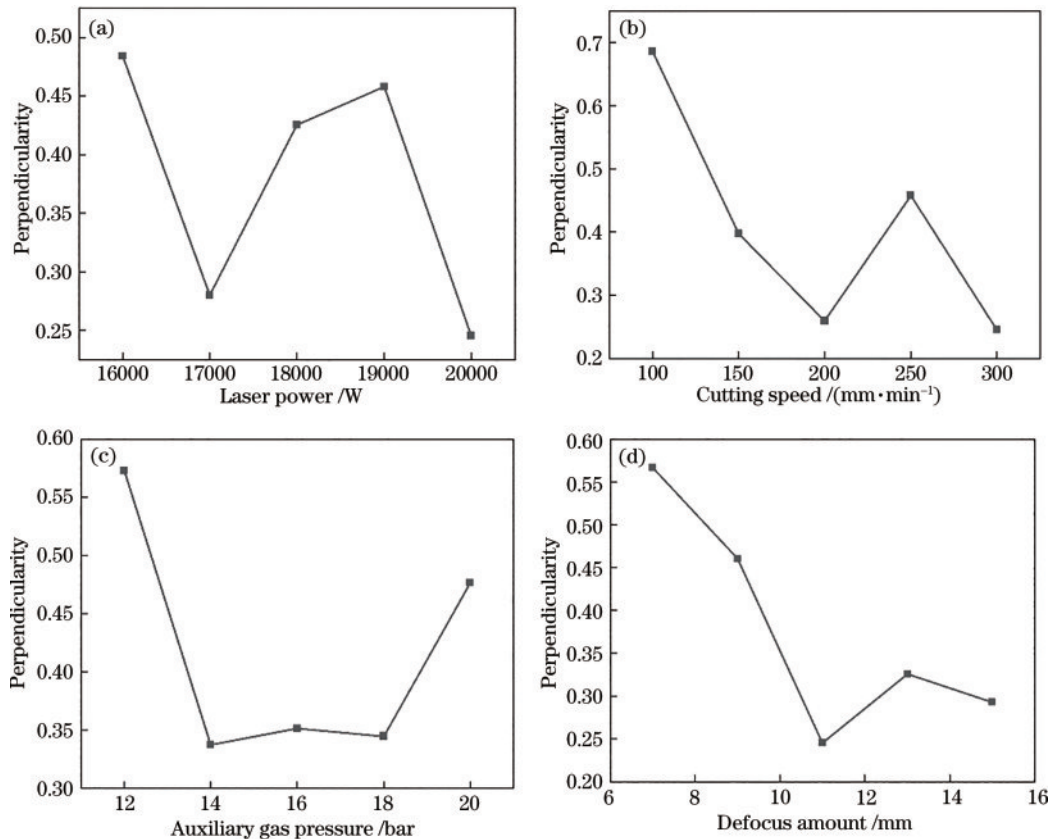 (a)
Perpendicularity
0.50
0.45
0.40
0.35
0.30
0.25
16000 17000 18000 19000 20000
Laser power /W
(b)
Perpendicularity
0.7
0.6
0.5
0.4
0.3
0.2
100 150 200 250 300
Cutting speed /(mm·min⁻¹)
(c)
Perpendicularity
0.60
0.55
0.50
0.45
0.40
0.35
0.30
12 14 16 18 20
Auxiliary gas pressure /bar
(d)
Perpendicularity
0.60
0.55
0.50
0.45
0.40
0.35
0.30
0.25
0.20
6 8 10 12 14 16
Defocus amount /mm